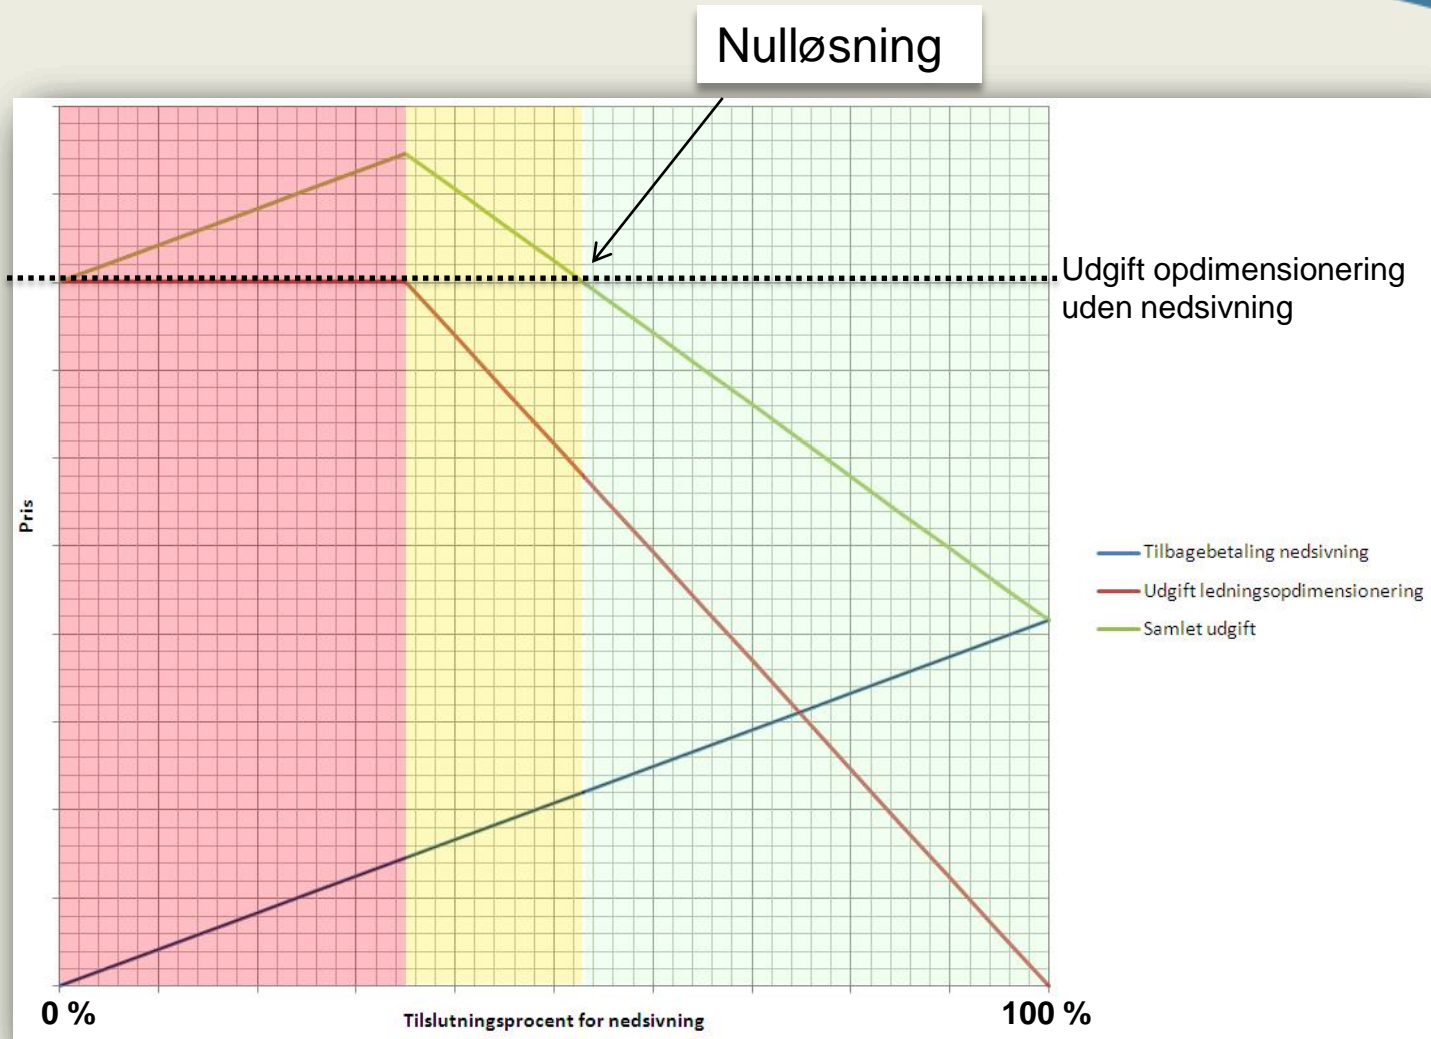 Nulløsning
Udgift opdimensionering
uden nedsivning
Pris
Tilbagebetaling nedsivning
Udgift ledningsopdimensionering
Samlet udgift
0 %
Tilslutningsprocent for nedsivning
100 %